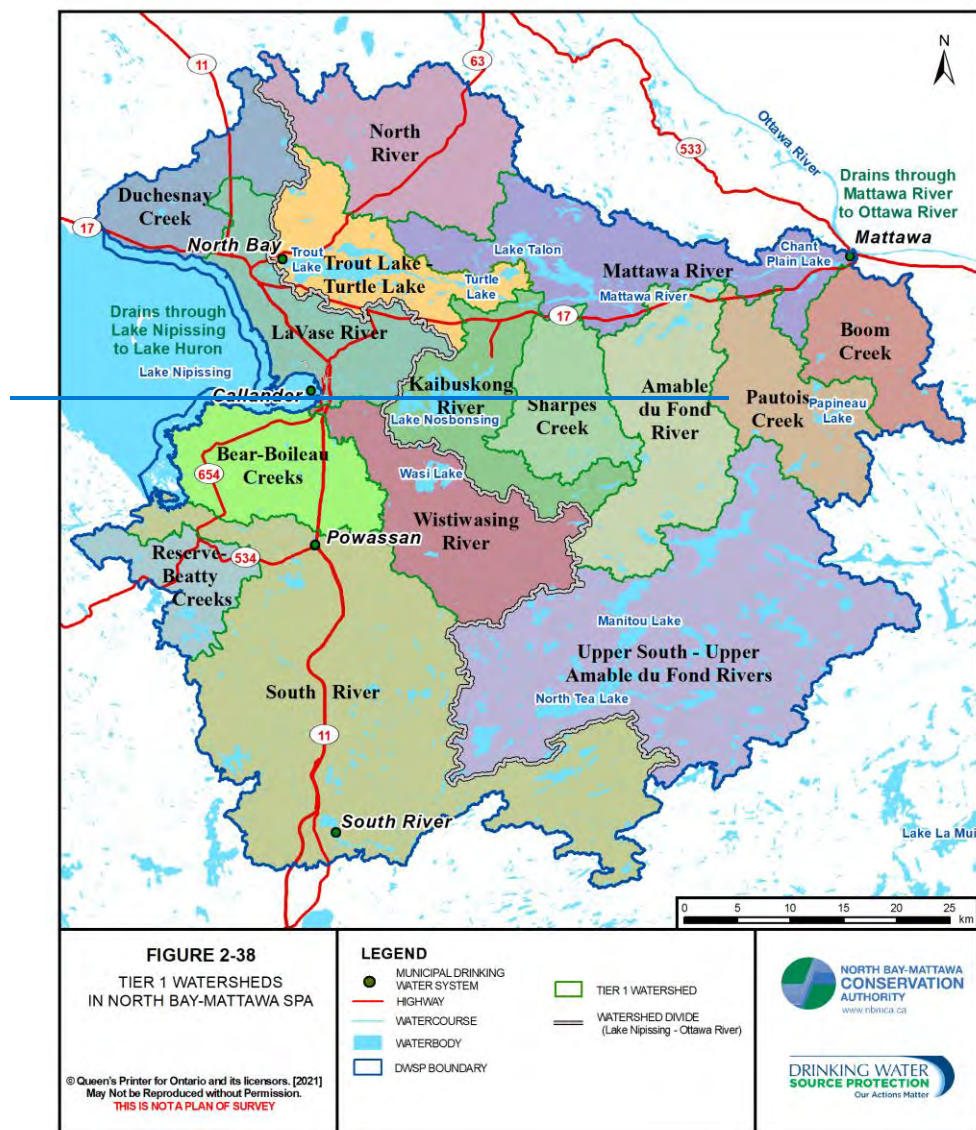 N
11
63
533
Ottawa River
North
River
Drains through
Mattawa River
to Ottawa River
Duchesnay
Creek
17
North Bay
Trout
Lake
Trout Lake
Turtle Lake
Lake Talon
Turtle
Lake
Mattawa River
Mattawa River
Chant
Plain Lake
Mattawa
17
Drains through
Lake Nipissing
to Lake Huron
Lake Nipissing
LaVase River
Callander
Kaibuskong
River
Lake Nosbonsing
Sharpes
Creek
Amable
du Fond
River
Pautois
Creek
Boom
Creek
Papineau
Lake
Bear-Boileau
Creeks
654
Wasi Lake
Wistiwasing
River
Powassan
534
Reserve-
Beatty
Creeks
Manitou Lake
Upper South - Upper
Amable du Fond Rivers
North Tea Lake
South River
11
South River
Lake La Mui
0 5 10 15 20 25
km
FIGURE 2-38
TIER 1 WATERSHEDS
IN NORTH BAY-MATTAWA SPA
© Queen's Printer for Ontario and its licensors. [2021]
May Not be Reproduced without Permission.
THIS IS NOT A PLAN OF SURVEY
LEGEND
MUNICIPAL DRINKING
WATER SYSTEM
HIGHWAY
WATERCOURSE
WATERBODY
DWSP BOUNDARY
TIER 1 WATERSHED
WATERSHED DIVIDE
(Lake Nipissing - Ottawa River)
NORTH BAY-MATTAWA
CONSERVATION
AUTHORITY
www.nbmca.ca
DRINKING WATER
SOURCE PROTECTION
Our Actions Matter